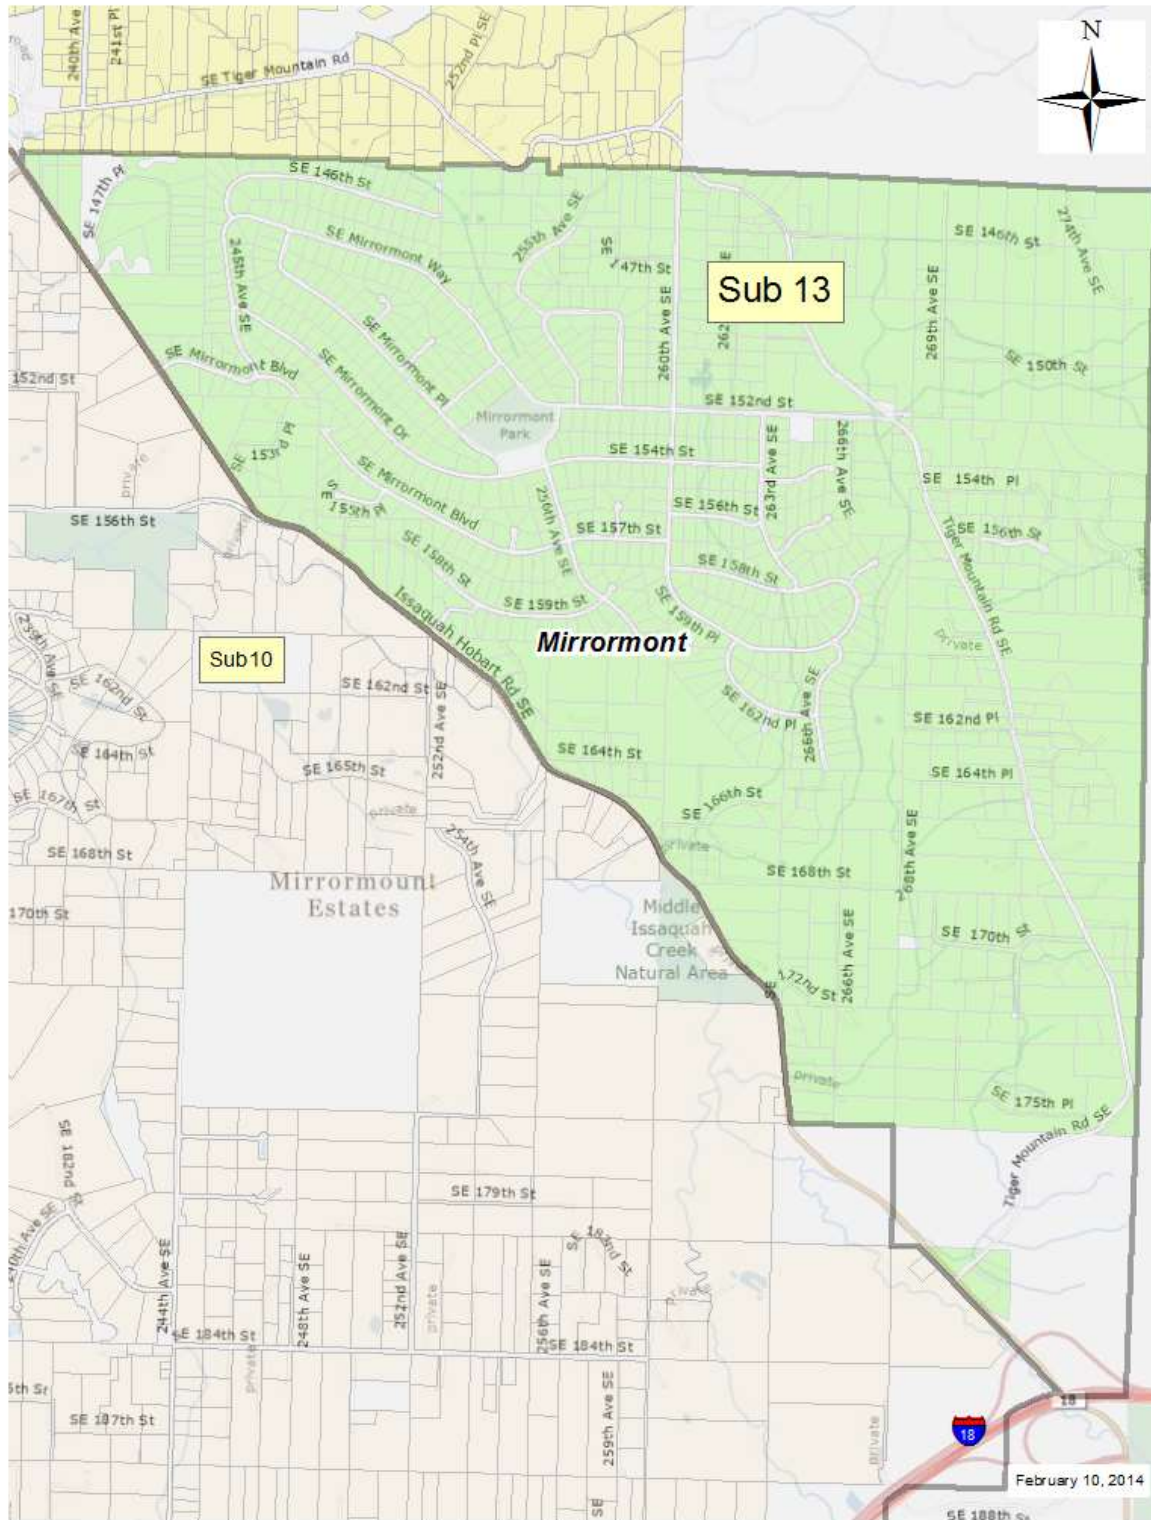 240th Ave
241st Pl
252nd Pl SE
N
SE Tiger Mountain Rd
SE 147th Pl
SE 146th St
255th Ave SE
SE 146th St
274th Ave SE
SE Mirrormont Way
SE
147th St
Sub 13
245th Ave SE
260th Ave SE
269th Ave SE
SE Mirrormont Pl
SE 150th St
SE Mirrormont Blvd
152nd St
SE Mirrormont Dr
SE 152nd St
Mirrormont
Park
SE 153rd Pl
private
SE 154th St
263rd Ave SE
266th Ave SE
SE 154th Pl
SE Mirrormont Blvd
SE
155th Pl
256th Ave SE
SE 156th St
SE 156th St
SE 156th St
private
SE 157th St
Tiger Mountain Rd SE
SE 158th St
SE 158th St
private
Issaquah Hobart Rd SE
SE 159th St
SE 159th Pl
239th Ave SE
Mirrormont
private
Sub10
SE 162nd St
SE 162nd St
252nd Ave SE
SE 162nd Pl
266th Ave SE
SE 162nd Pl
SE 164th St
SE 164th St
SE 165th St
SE 164th Pl
SE 167th St
private
SE 166th St
254th Ave SE
SE 168th St
private
268th Ave SE
SE 168th St
Mirrormount
Estates
170th St
Middle
Issaquah
Creek
Natural Area
266th Ave SE
SE 170th St
SE
172nd St
private
SE 175th Pl
Tiger Mountain Rd SE
SE 182nd St
SE 179th St
SE 183rd St
244th Ave SE
248th Ave SE
252nd Ave SE
private
256th Ave SE
private
SE 184th St
private
SE 184th St
SE 187th St
259th Ave SE
private
18
18
February 10, 2014
SE
SE 188th St